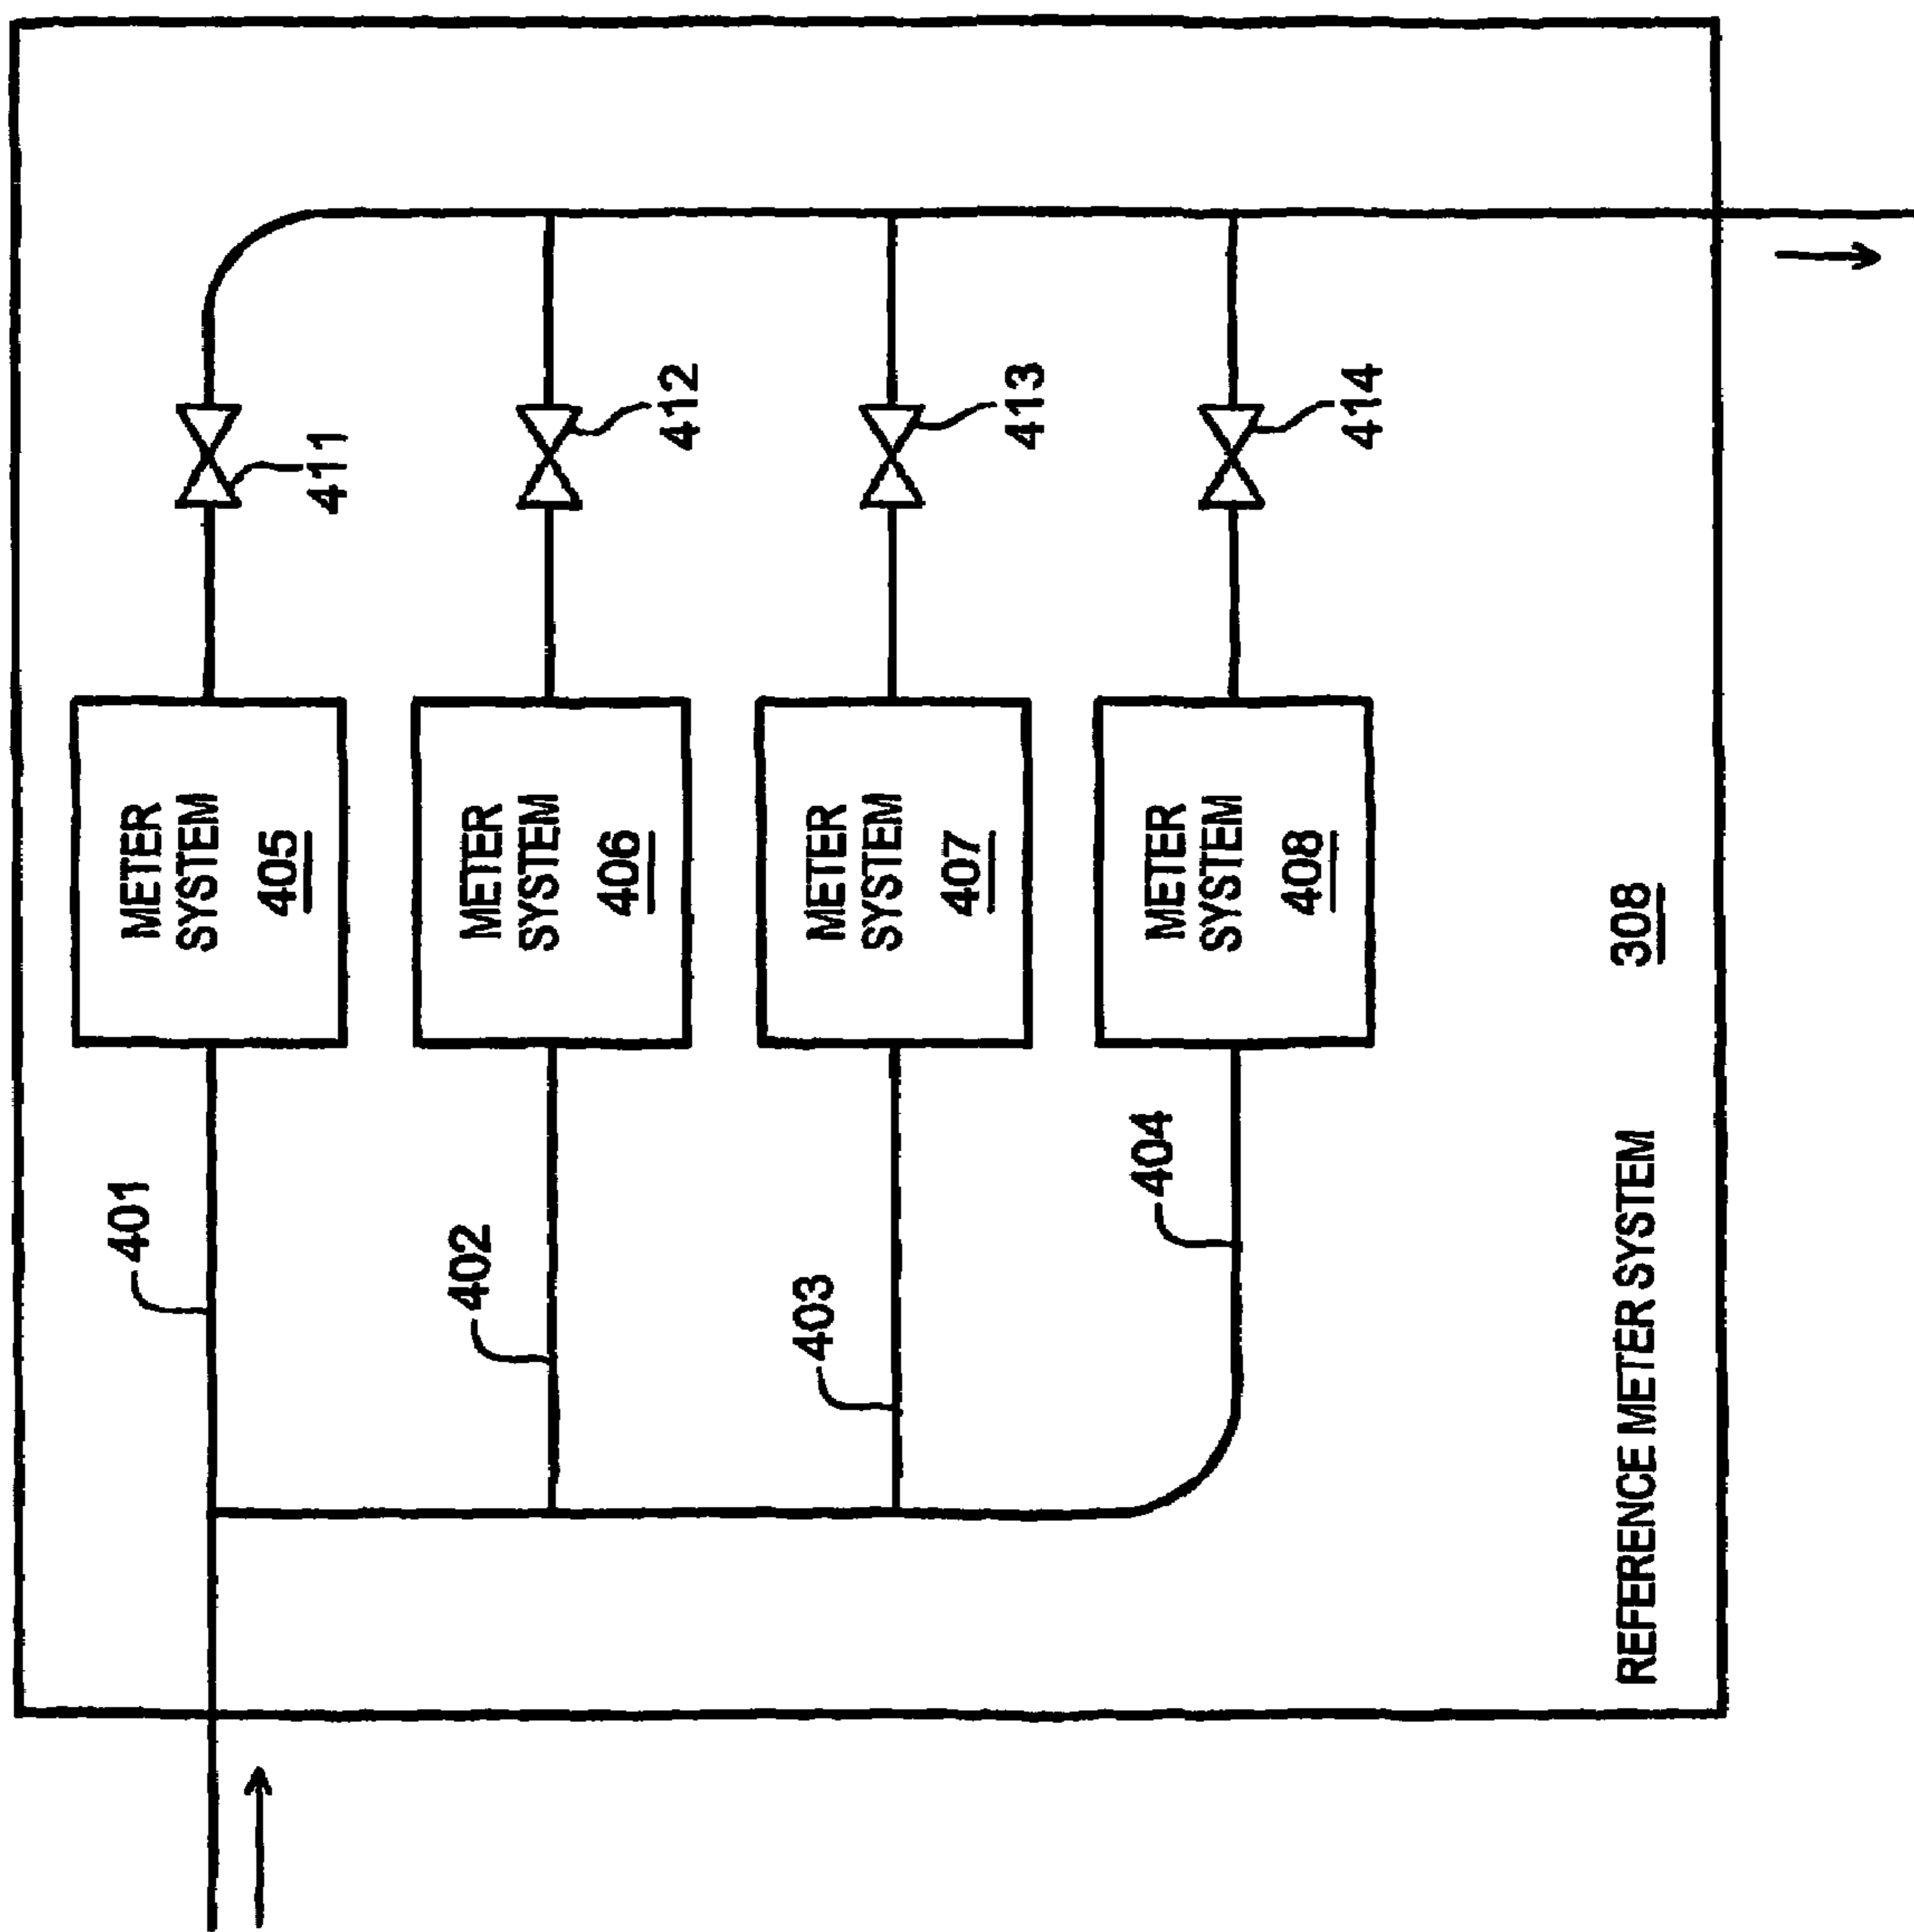 401
METER
SYSTEM
405
411
402
METER
SYSTEM
406
412
403
METER
SYSTEM
407
413
404
METER
SYSTEM
408
414
REFERENCE METER SYSTEM
308